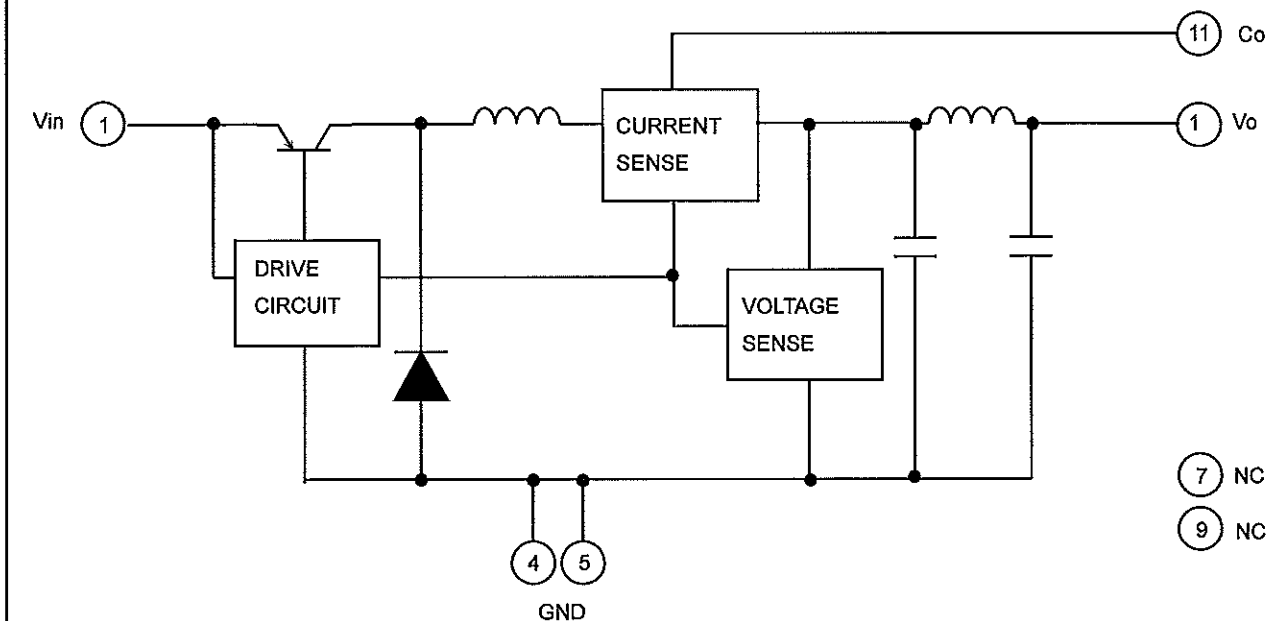 11 Co
Vin 1
CURRENT
SENSE
1 Vo
DRIVE
CIRCUIT
VOLTAGE
SENSE
7 NC
9 NC
4 5
GND